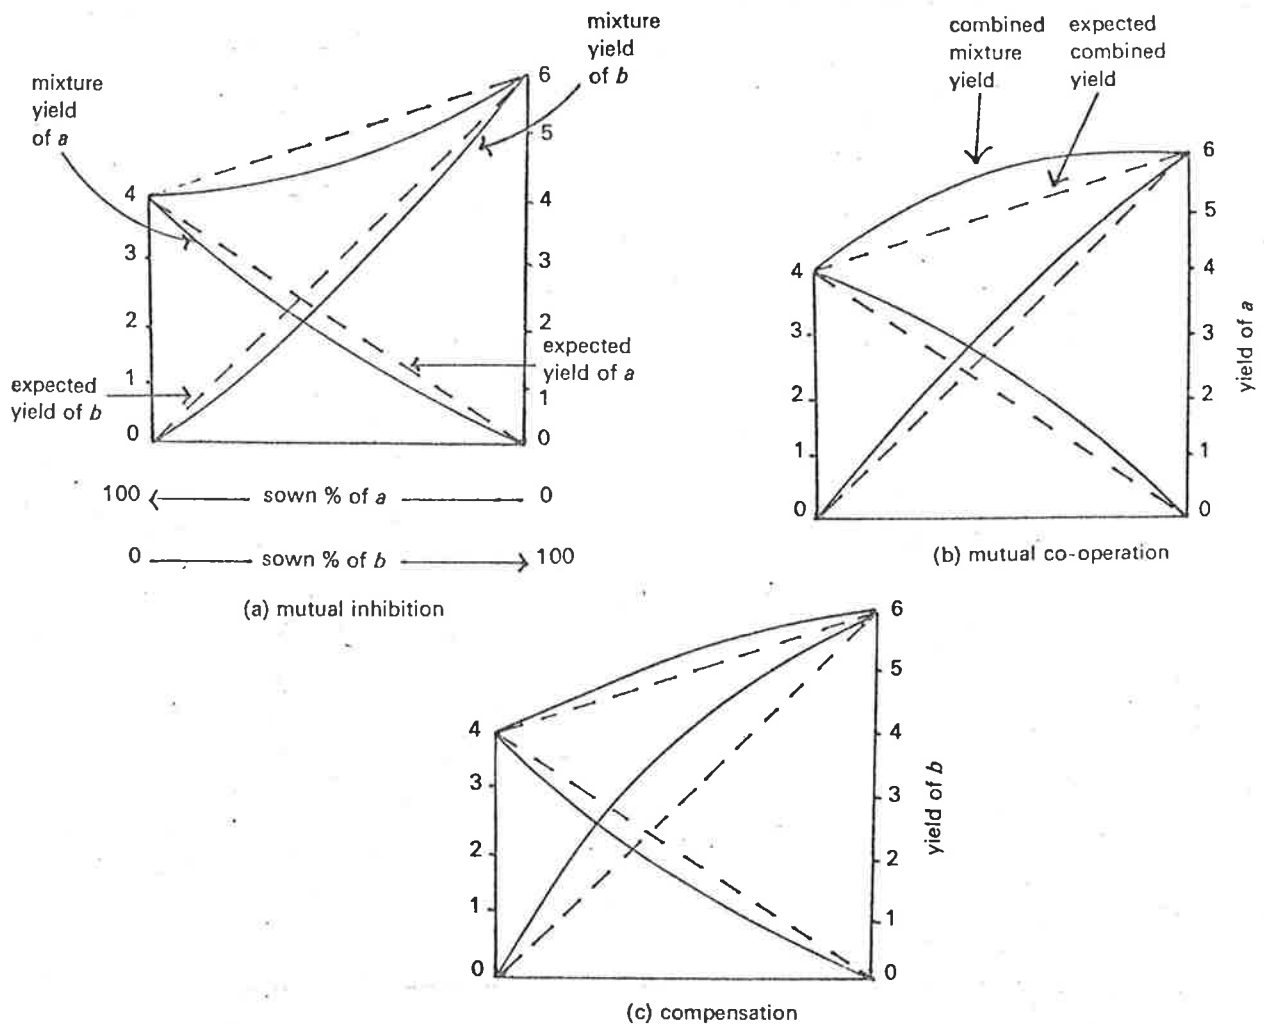 mixture
yield
of a
mixture
yield
of b
6
5
4
4
3
3
2
2
1
1
0
0
expected
yield of a
expected
yield of b
100 sown % of a 0
0 sown % of b 100
(a) mutual inhibition
combined
mixture
yield
expected
combined
yield
6
5
4
4
3
3
2
2
1
1
0
0
yield of a
(b) mutual co-operation
6
5
4
4
3
3
2
2
1
1
0
0
yield of b
(c) compensation